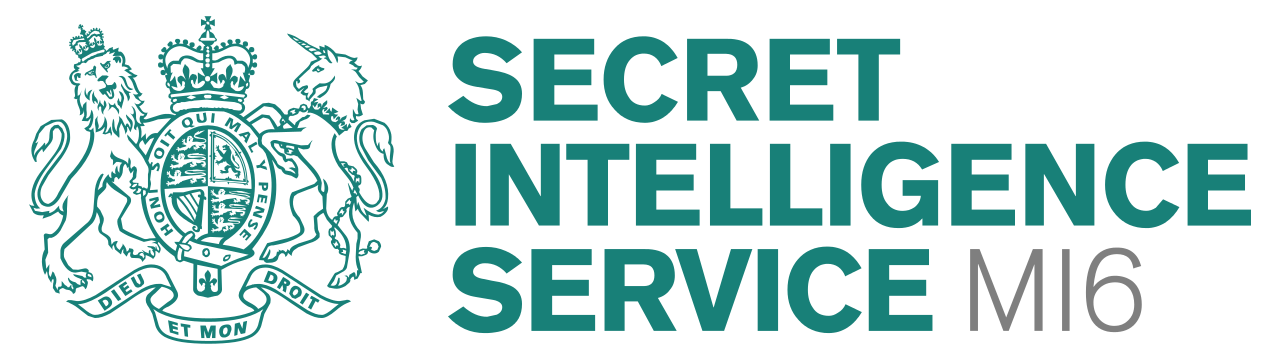 HONI SOIT QUI MAL Y PENSE
DIEU ET MON DROIT
SECRET
INTELLIGENCE
SERVICE MI6